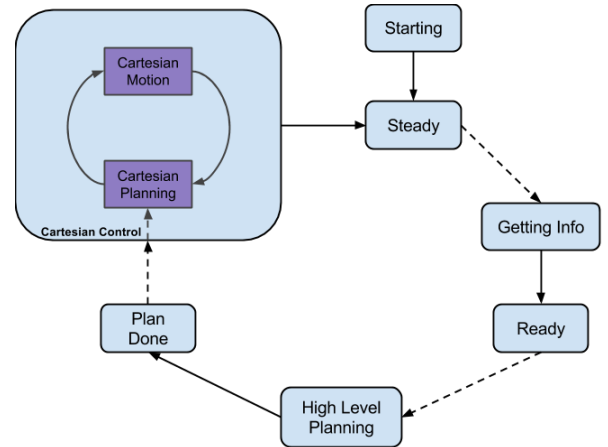 Starting
Cartesian
Motion
Steady
Cartesian
Planning
Cartesian Control
Getting Info
Plan
Done
Ready
High Level
Planning